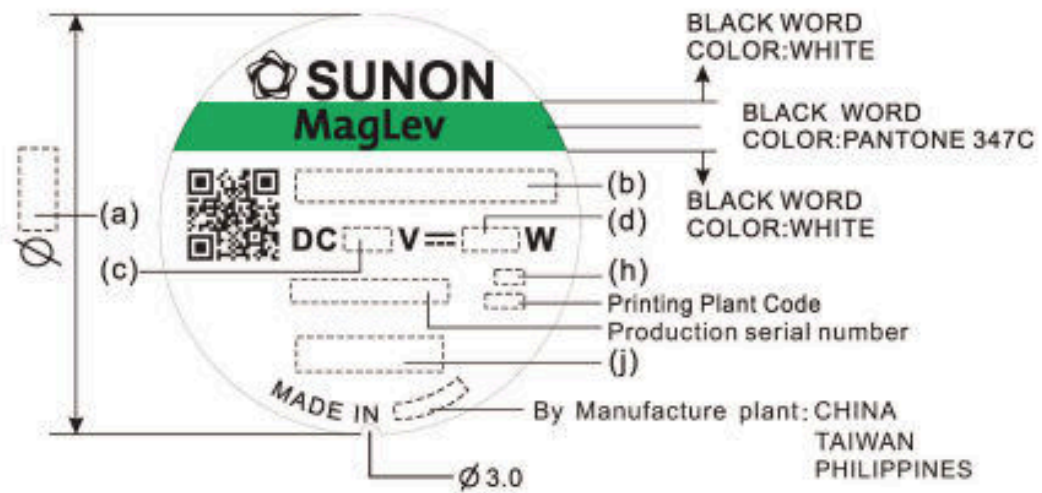 BLACK WORD
COLOR:WHITE
SUNON
MagLev
BLACK WORD
COLOR:PANTONE 347C
(a)
(b)
BLACK WORD
COLOR:WHITE
(d)
DC V W
Ø
(c)
(h)
Printing Plant Code
Production serial number
(j)
MADE IN
By Manufacture plant: CHINA
TAIWAN
PHILIPPINES
Ø 3.0